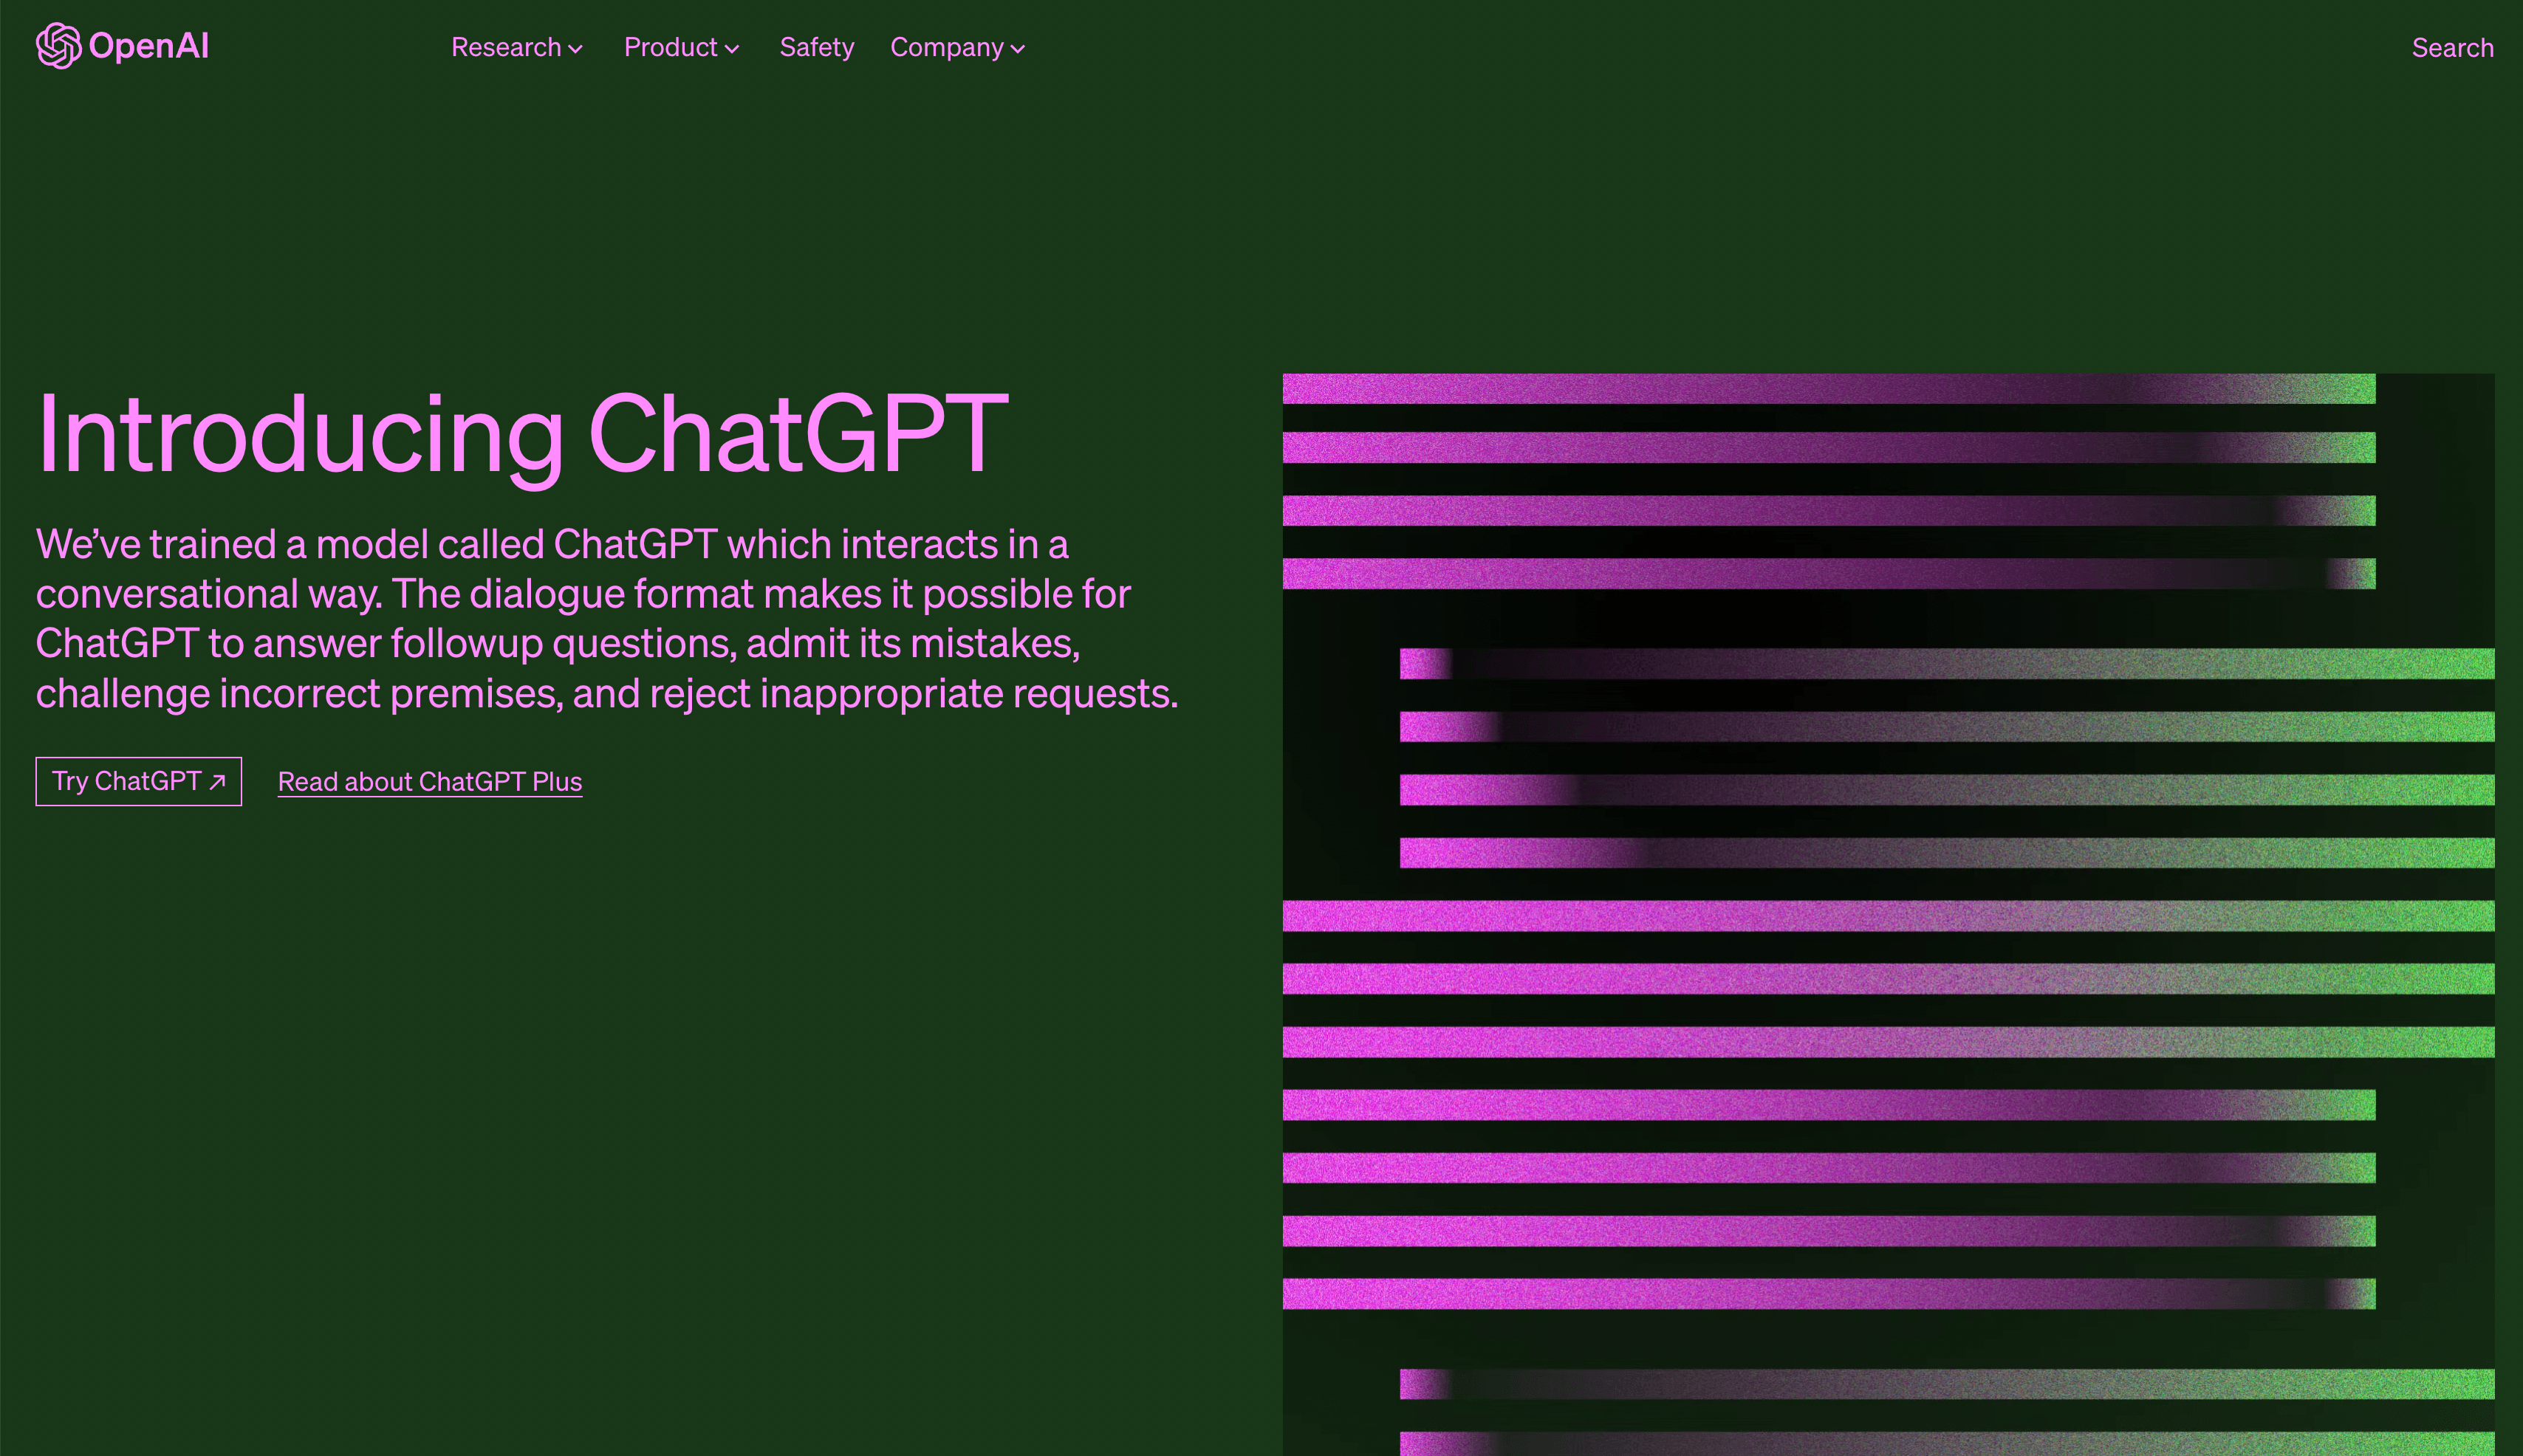 OpenAI
Research
Product
Safety
Company
Search
Introducing ChatGPT
We’ve trained a model called ChatGPT which interacts in a
conversational way. The dialogue format makes it possible for
ChatGPT to answer followup questions, admit its mistakes,
challenge incorrect premises, and reject inappropriate requests.
Try ChatGPT ↗
Read about ChatGPT Plus